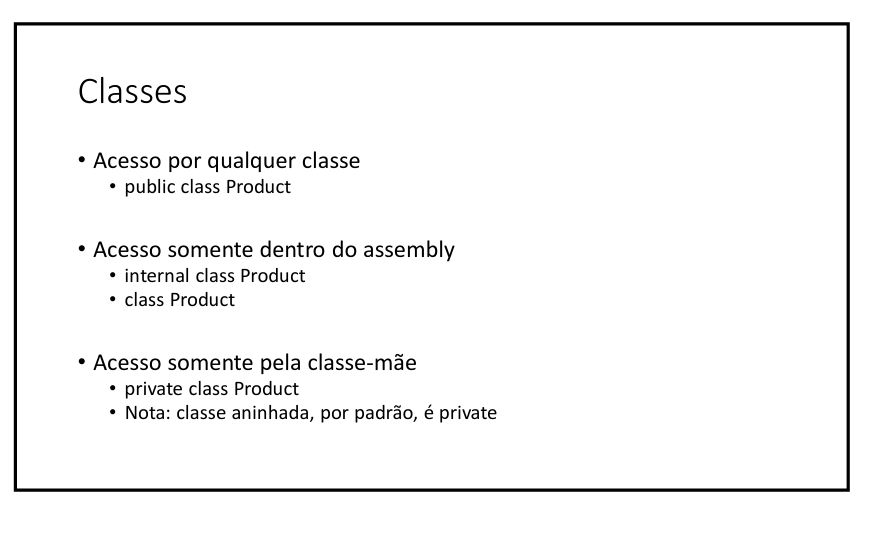 Classes
• Acesso por qualquer classe
• public class Product
• Acesso somente dentro do assembly
• internal class Product
• class Product
• Acesso somente pela classe-mãe
• private class Product
• Nota: classe aninhada, por padrão, é private